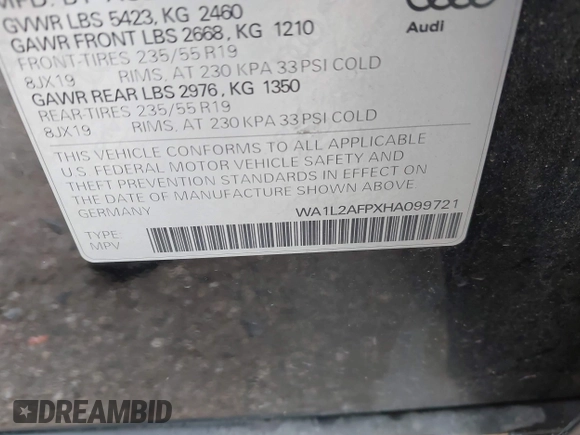 GVWR LBS 5423, KG 2460
GAWR FRONT LBS 2668, KG 1210
FRONT-TIRES 235/55 R19
8JX19 RIMS, AT 230 KPA 33 PSI COLD
GAWR REAR LBS 2976, KG 1350
REAR-TIRES 235/55 R19
8JX19 RIMS, AT 230 KPA 33 PSI COLD
THIS VEHICLE CONFORMS TO ALL APPLICABLE
U.S. FEDERAL MOTOR VEHICLE SAFETY AND
THEFT PREVENTION STANDARDS IN EFFECT ON
THE DATE OF MANUFACTURE SHOWN ABOVE
GERMANY
WA1L2AFPXHA099721
TYPE:
MPV
Audi
DREAMBID